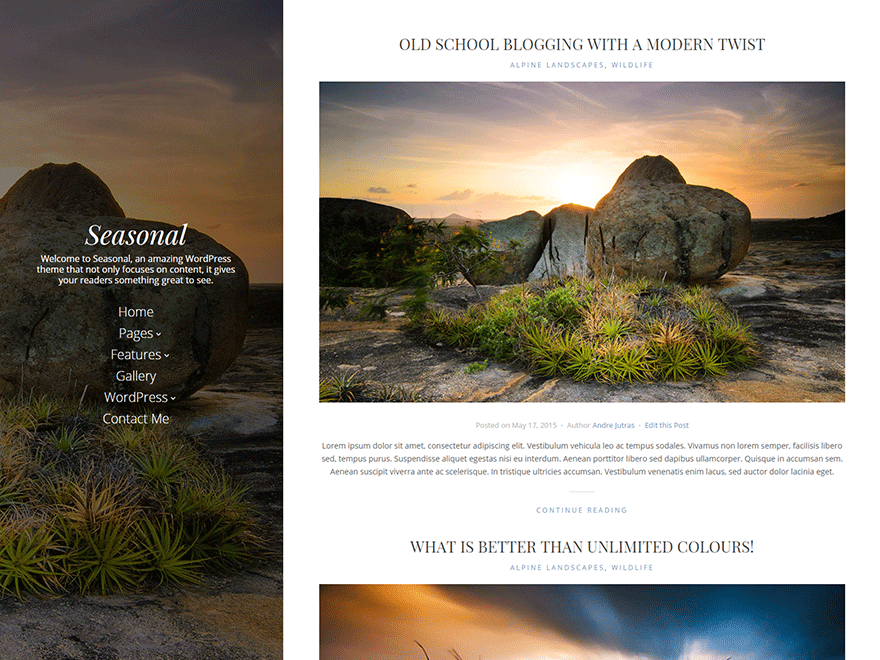 Seasonal
Welcome to Seasonal, an amazing WordPress
theme that not only focuses on content, it gives
your readers something great to see.
Home
Pages
Features
Gallery
WordPress
Contact Me
OLD SCHOOL BLOGGING WITH A MODERN TWIST
ALPINE LANDSCAPES, WILDLIFE
Posted on May 17, 2015 • Author Andre Jutras • Edit this Post
Lorem ipsum dolor sit amet, consectetur adipiscing elit. Vestibulum vehicula leo ac tempus sodales. Vivamus non lorem semper, facilisis libero
sed, tempus purus. Suspendisse aliquet egestas nisi eu interdum. Aenean porttitor libero sed dapibus ullamcorper. Quisque in accumsan sem.
Aenean suscipit viverra ante ac scelerisque. In tristique ultricies accumsan. Vestibulum venenatis enim lacus, sed auctor dolor lacinia eget.
CONTINUE READING
WHAT IS BETTER THAN UNLIMITED COLOURS!
ALPINE LANDSCAPES, WILDLIFE